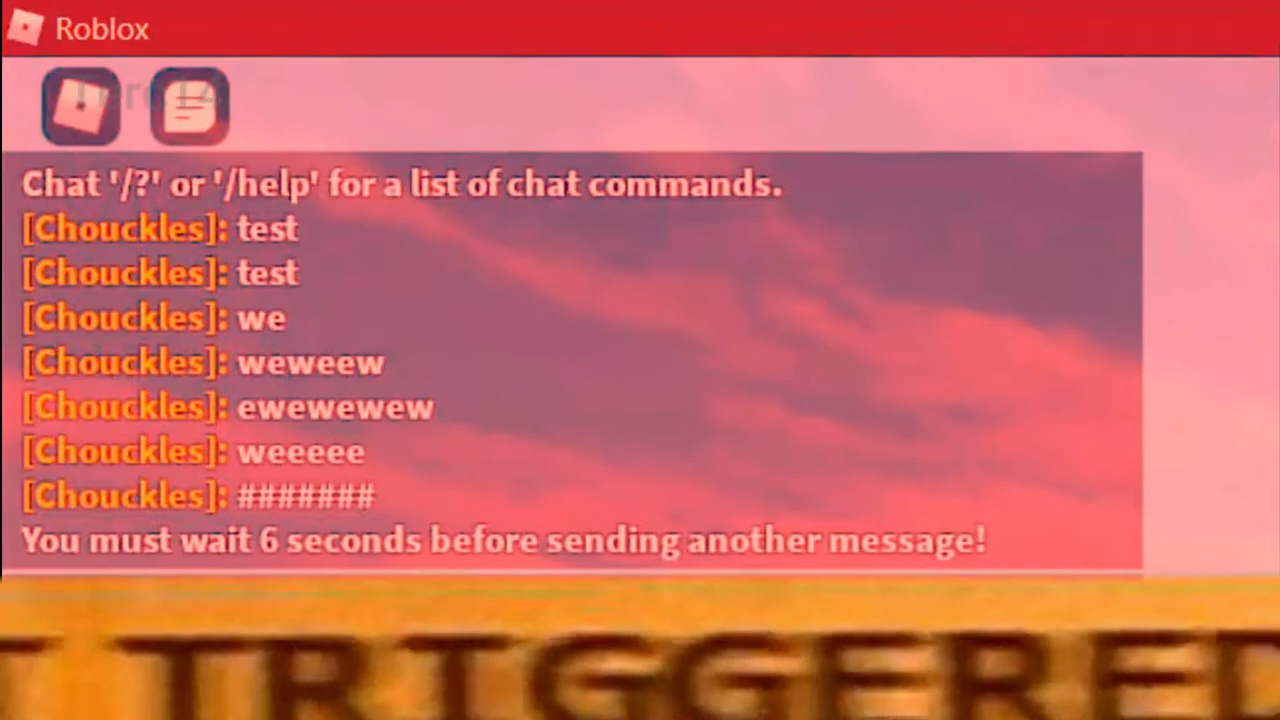 Roblox
Chat '/?' or '/help' for a list of chat commands.
[Chouckles]: test
[Chouckles]: test
[Chouckles]: we
[Chouckles]: weweew
[Chouckles]: ewewewew
[Chouckles]: weeeee
[Chouckles]: #######
You must wait 6 seconds before sending another message!
TRIGGERED